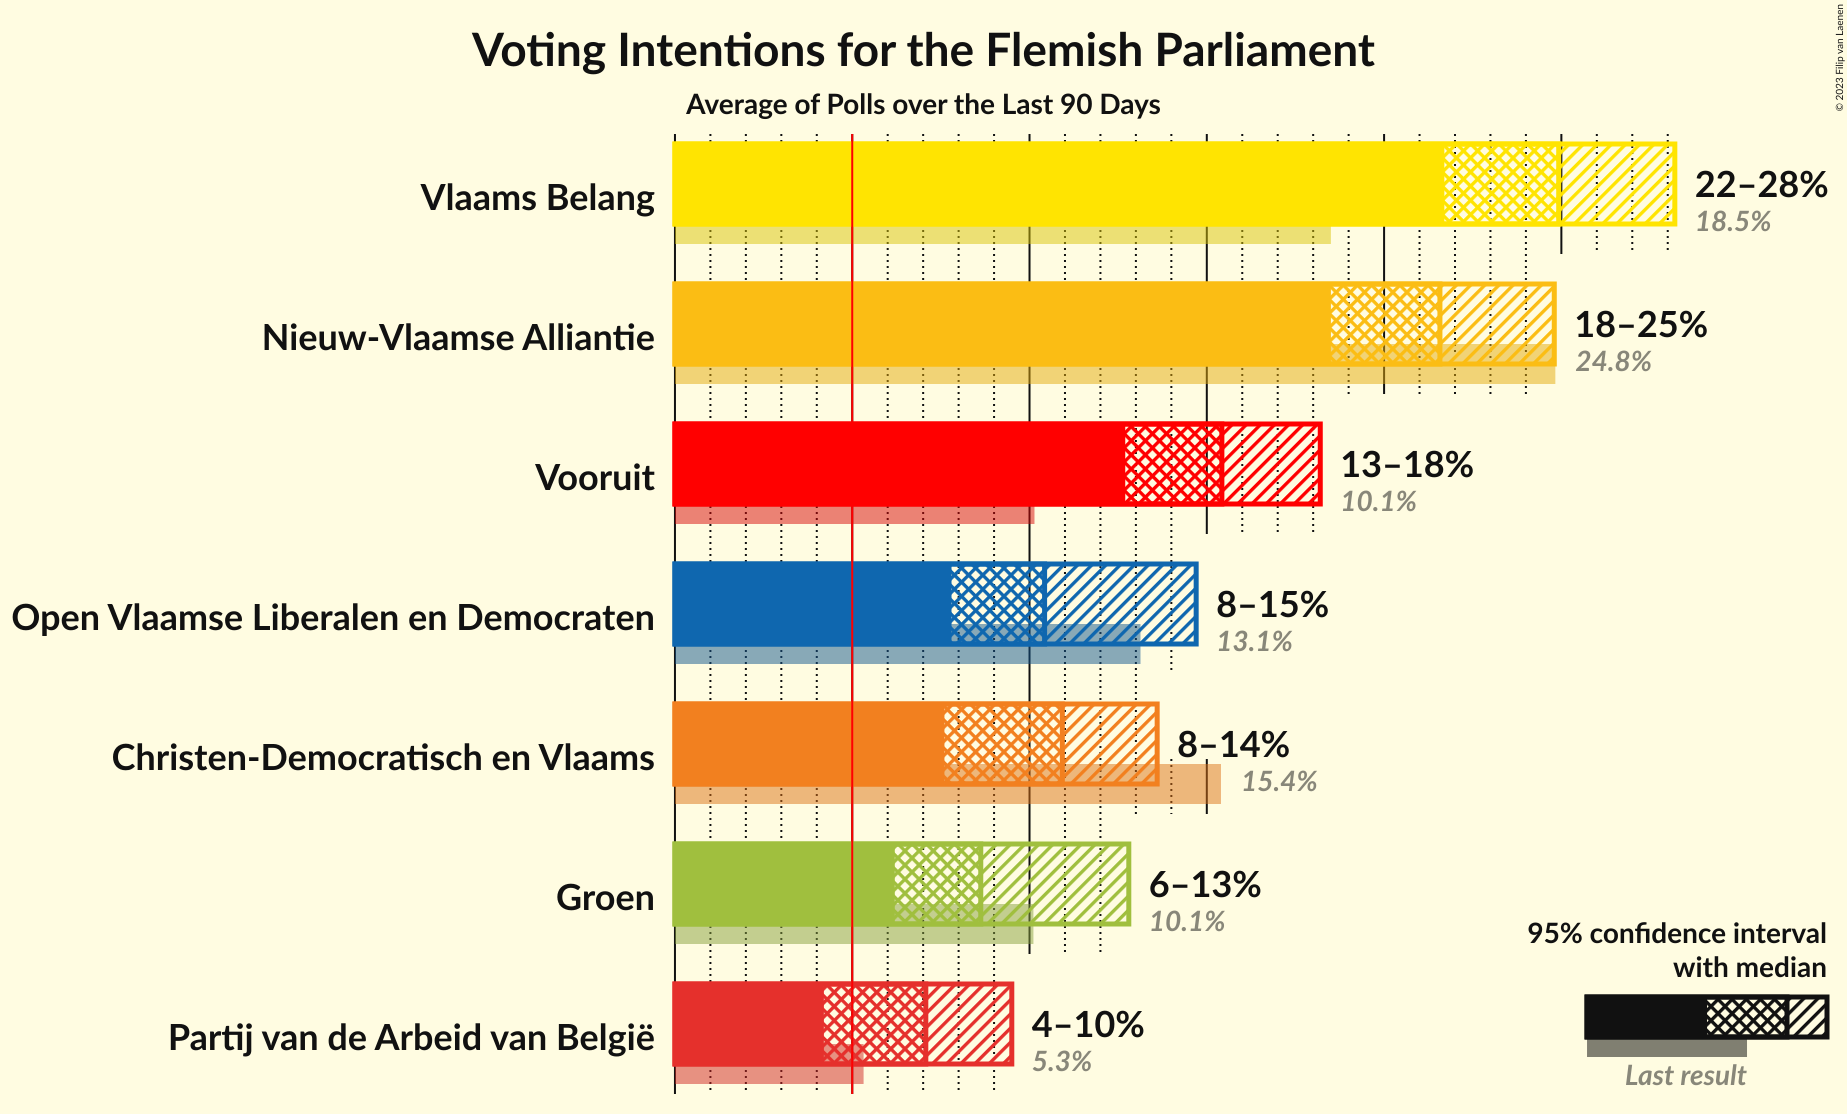 © 2023 Filip van Laenen
Voting Intentions for the Flemish Parliament
Average of Polls over the Last 90 Days
Vlaams Belang
22–28%
18.5%
Nieuw-Vlaamse Alliantie
18–25%
24.8%
Vooruit
13–18%
10.1%
Open Vlaamse Liberalen en Democraten
8–15%
13.1%
Christen-Democratisch en Vlaams
8–14%
15.4%
Groen
6–13%
10.1%
Partij van de Arbeid van België
4–10%
5.3%
95% confidence interval
with median
Last result